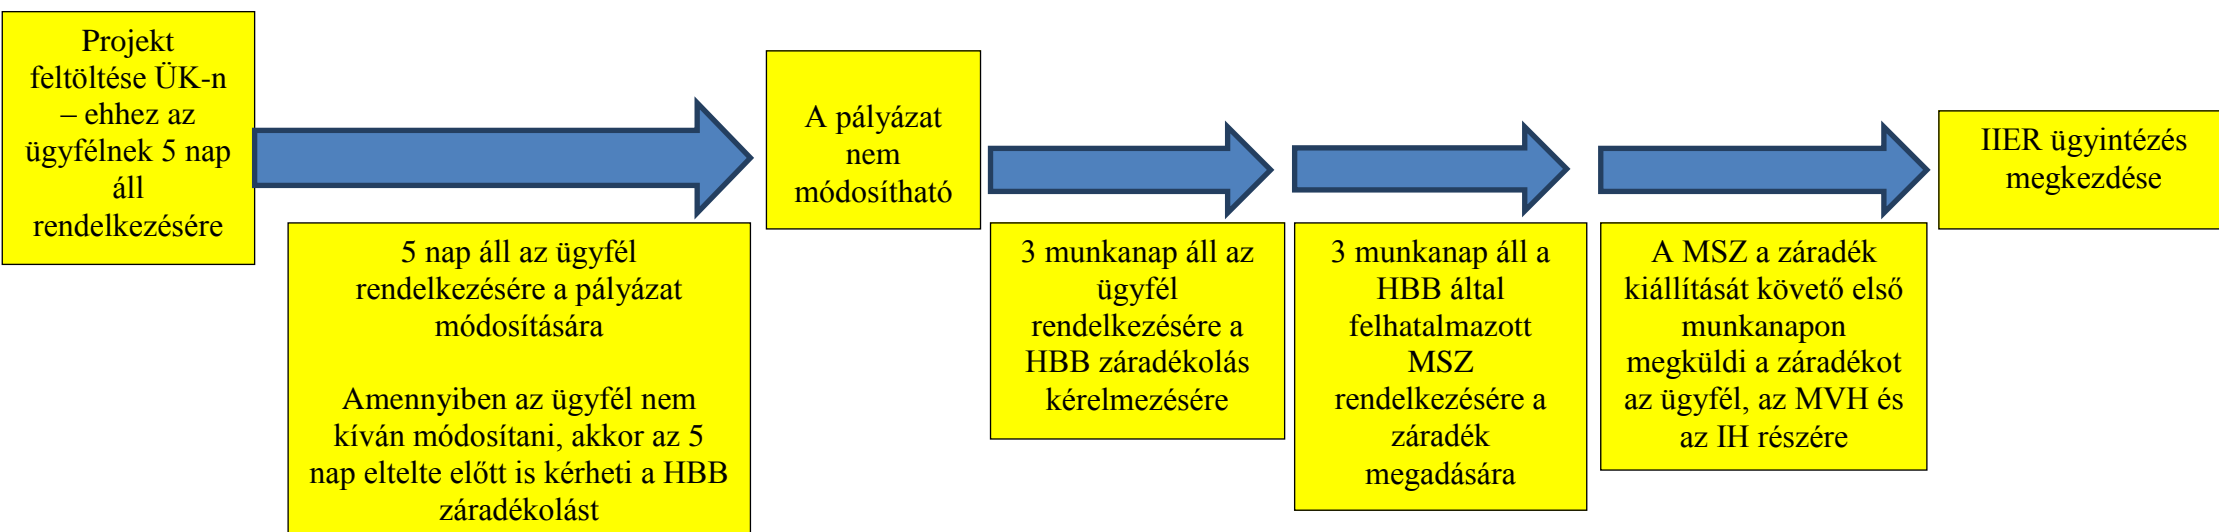 Projekt
feltöltése ÜK-n
– ehhez az
ügyfélnek 5 nap
áll
rendelkezésére
5 nap áll az ügyfél
rendelkezésére a pályázat
módosítására
Amennyiben az ügyfél nem
kíván módosítani, akkor az 5
nap eltelte előtt is kérheti a HBB
záradékolást
A pályázat
nem
módosítható
3 munkanap áll az
ügyfél
rendelkezésére a
HBB záradékolás
kérelmezésére
3 munkanap áll a
HBB által
felhatalmazott
MSZ
rendelkezésére a
záradék
megadására
A MSZ a záradék
kiállítását követő első
munkanapon
megküldi a záradékot
az ügyfél, az MVH és
az IH részére
IIER ügyintézés
megkezdése